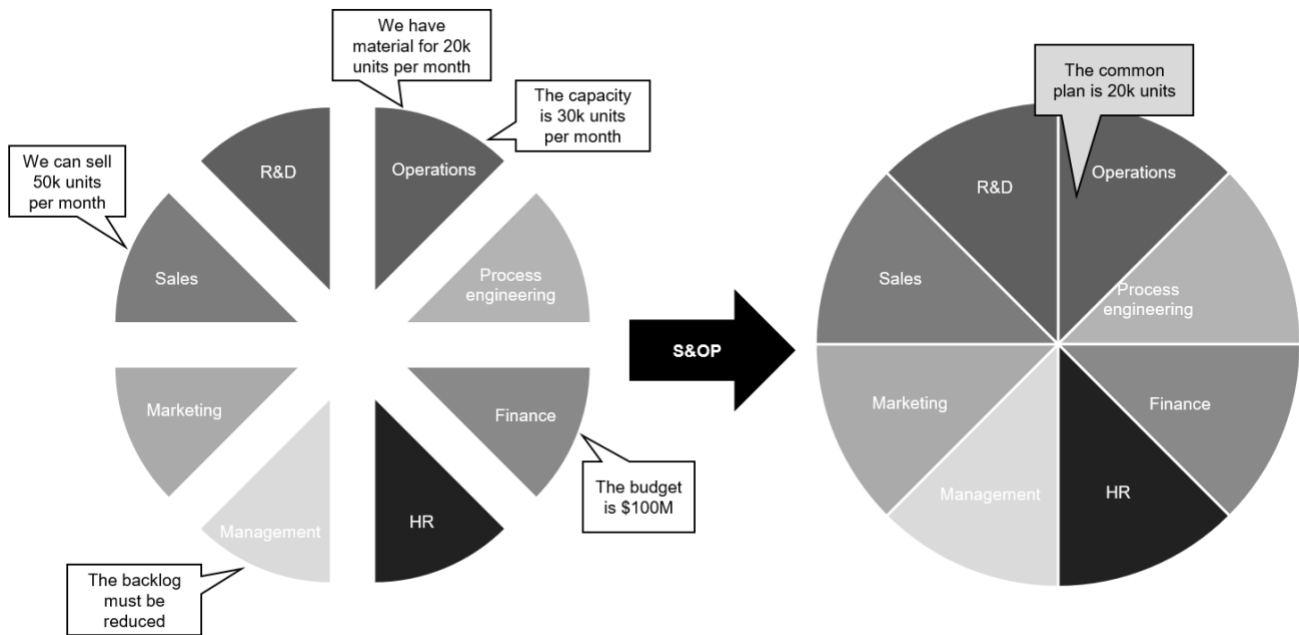 We have
material for 20k
units per month
The capacity
is 30k units
per month
We can sell
50k units
per month
R&D
Operations
Sales
Process
engineering
Marketing
Finance
Management
HR
The budget
is $100M
The backlog
must be
reduced
S&OP
The common
plan is 20k units
R&D
Operations
Sales
Process
engineering
Marketing
Finance
Management
HR